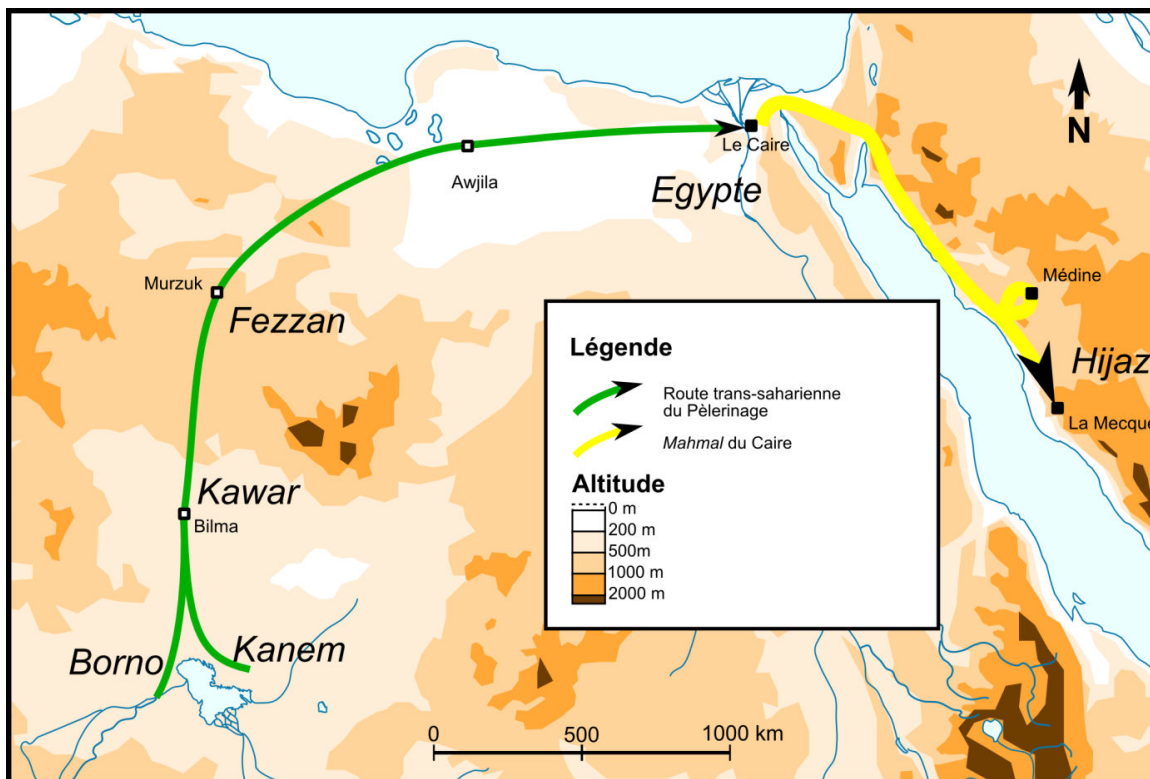 N
Le Caire
Awjila
Egypte
Murzuk
Médine
Fezzan
Hijaz
La Mecque
Légende
Route trans-saharienne
du Pèlerinage
Mahmal du Caire
Altitude
0 m
200 m
500m
1000 m
2000 m
Kawar
Bilma
Borno
Kanem
0 500 1000 km